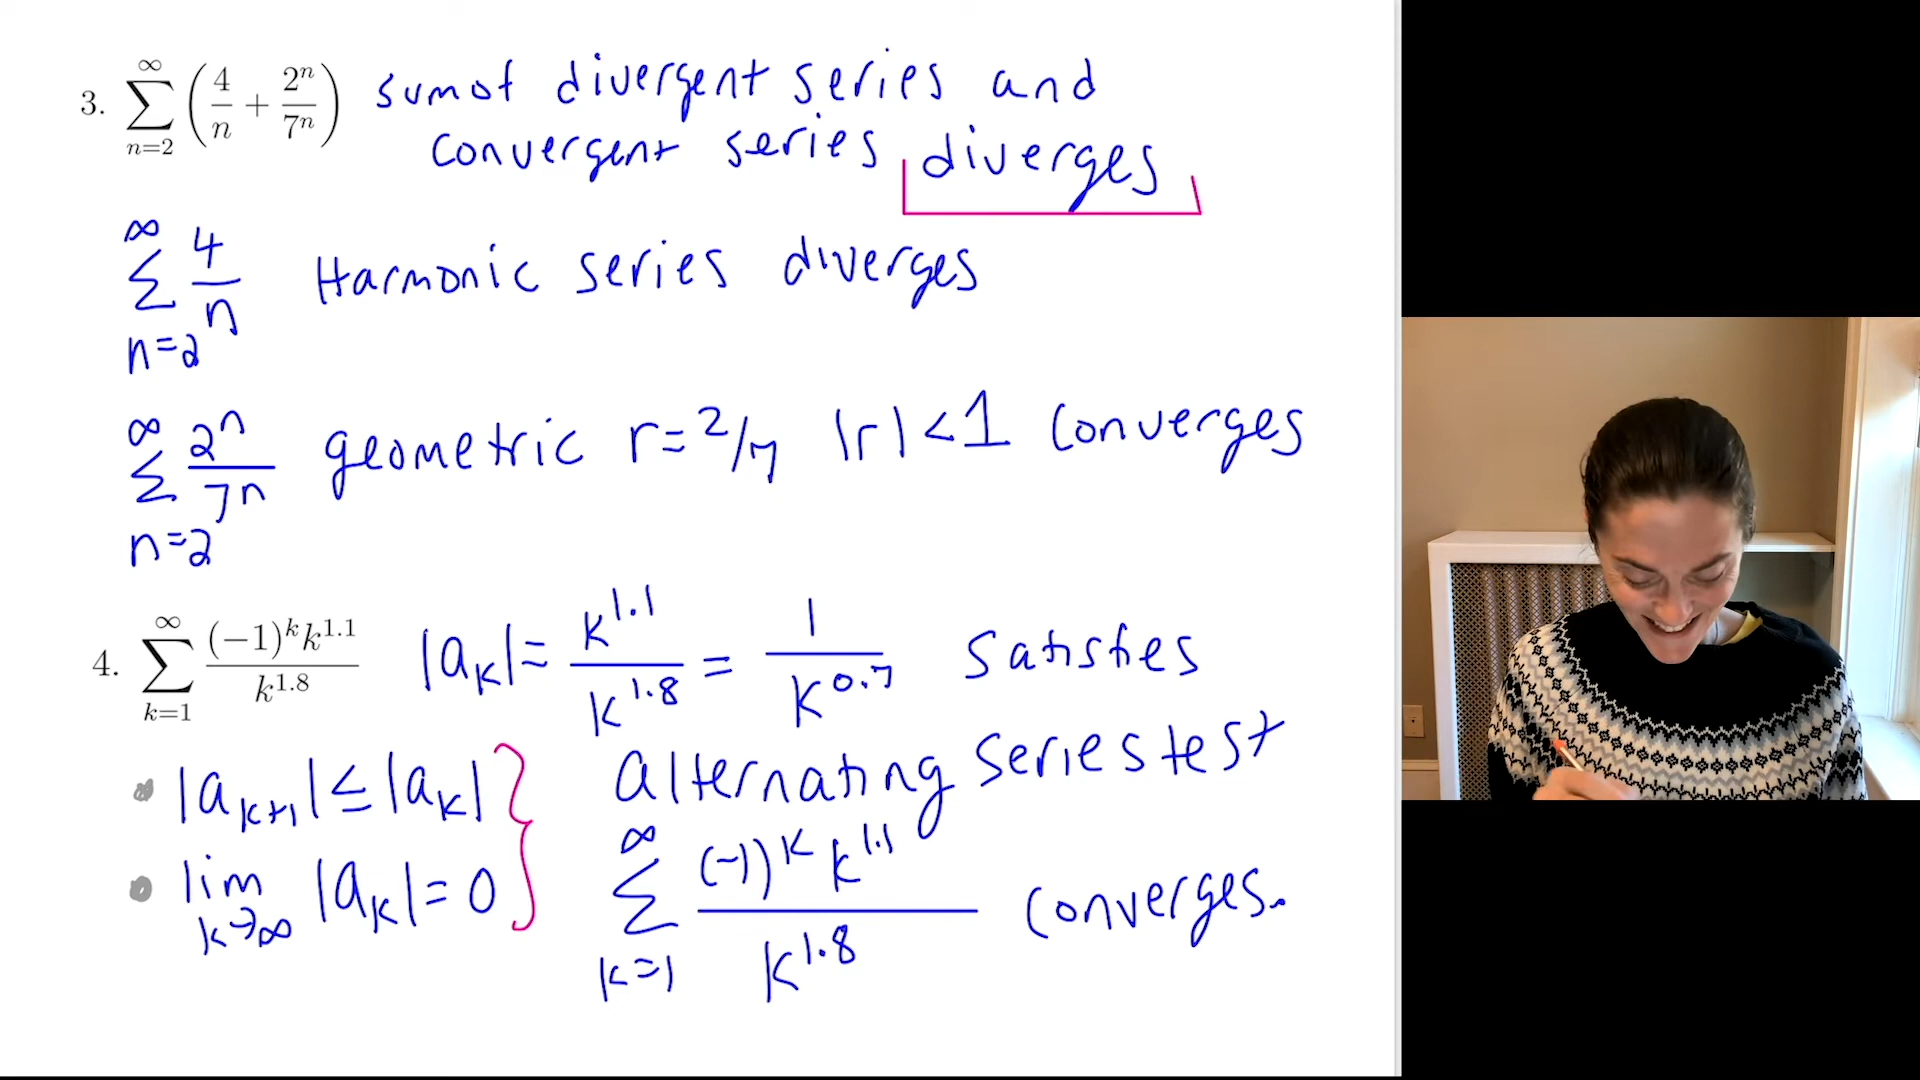 3. ∑_{n=2}^{∞} (4/n + 2^n/7^n) sum of divergent series and
convergent series diverges
∑_{n=2}^{∞} 4/n Harmonic series diverges
∑_{n=2}^{∞} 2^n/7^n geometric r=2/7 |r|<1 converges
4. ∑_{k=1}^{∞} (−1)^k k^{1.1}/k^{1.8} |a_k| = k^{1.1}/k^{1.8} = 1/k^{0.7} satisfies
• |a_{k+1}| ≤ |a_k| } alternating series test
• lim_{k→∞} |a_k| = 0 ∑_{k=1}^{∞} (-1)^k k^{1.1}/k^{1.8} converges.